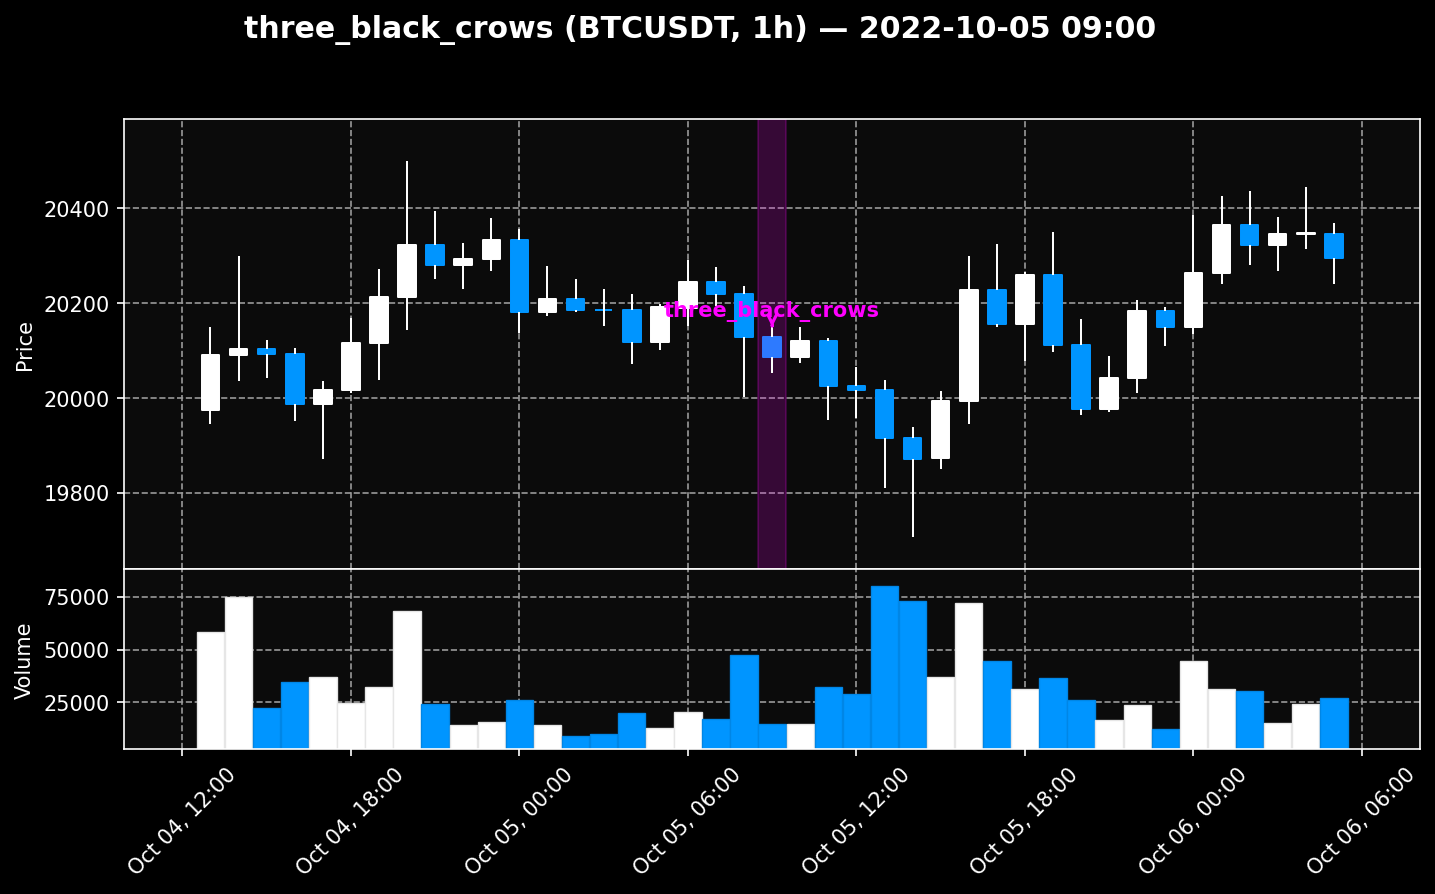 three_black_crows (BTCUSDT, 1h) — 2022-10-05 09:00
Price
20400
20200
20000
19800
three_black_crows
Volume
75000
50000
25000
Oct 04, 12:00
Oct 04, 18:00
Oct 05, 00:00
Oct 05, 06:00
Oct 05, 12:00
Oct 05, 18:00
Oct 06, 00:00
Oct 06, 06:00